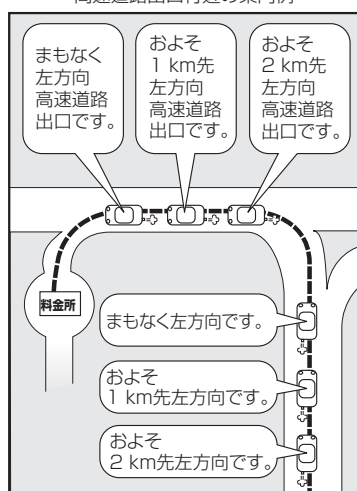 高速道路出口付近の案内例
まもなく
左方向
高速道路
出口です。
およそ
1 km先
左方向
高速道路
出口です。
およそ
2 km先
左方向
高速道路
出口です。
料金所
まもなく左方向です。
およそ
1 km先左方向です。
およそ
2 km先左方向です。